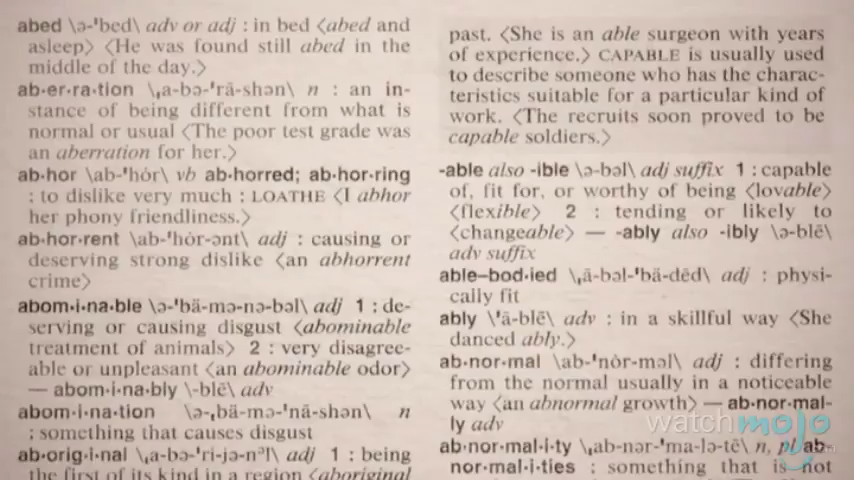 abed \ə-ˈbed\ adv or adj : in bed ⟨abed and
asleep⟩ ⟨He was found still abed in the
middle of the day.⟩
ab·er·ra·tion \ˌa-bə-ˈrā-shən\ n : an in-
stance of being different from what is
normal or usual ⟨The poor test grade was
an aberration for her.⟩
ab·hor \ab-ˈhȯr\ vb ab·horred; ab·hor·ring
: to dislike very much : LOATHE ⟨I abhor
her phony friendliness.⟩
ab·hor·rent \ab-ˈhȯr-ənt\ adj : causing or
deserving strong dislike ⟨an abhorrent
crime⟩
abom·i·na·ble \ə-ˈbä-mə-nə-bəl\ adj 1 : de-
serving or causing disgust ⟨abominable
treatment of animals⟩ 2 : very disagree-
able or unpleasant ⟨an abominable odor⟩
— abom·i·na·bly \-blē\ adv
abom·i·na·tion \ə-ˌbä-mə-ˈnā-shən\ n
: something that causes disgust
ab·orig·i·nal \ˌa-bə-ˈri-jə-nᵊl\ adj 1 : being
the first of its kind in a region ⟨aboriginal
past. ⟨She is an able surgeon with years
of experience.⟩ CAPABLE is usually used
to describe someone who has the charac-
teristics suitable for a particular kind of
work. ⟨The recruits soon proved to be
capable soldiers.⟩
-able also -ible \ə-bəl\ adj suffix 1 : capable
of, fit for, or worthy of being ⟨lovable⟩
⟨flexible⟩ 2 : tending or likely to
⟨changeable⟩ — -ably also -ibly \ə-blē\
adv suffix
able–bod·ied \ˌā-bəl-ˈbä-dēd\ adj : physi-
cally fit
ably \ˈā-blē\ adv : in a skillful way ⟨She
danced ably.⟩
ab·nor·mal \ab-ˈnȯr-məl\ adj : differing
from the normal usually in a noticeable
way ⟨an abnormal growth⟩ — ab·nor·mal-
ly adv
ab·nor·mal·i·ty \ˌab-nər-ˈma-lə-tē\ n, pl ab·
nor·mal·i·ties : something that is not
watchmojo